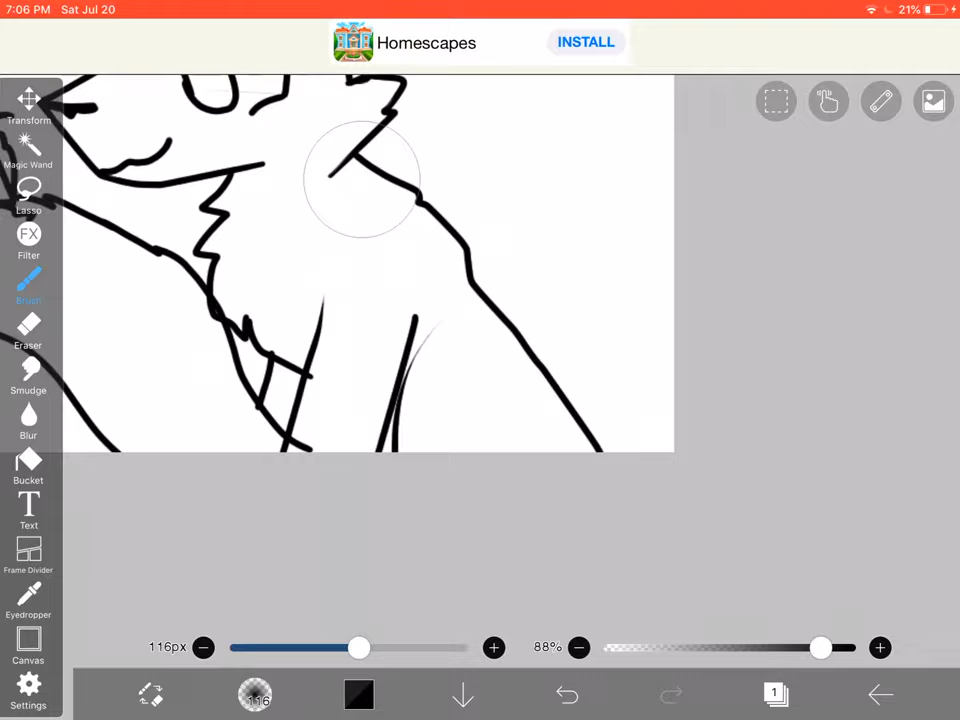 7:06 PM Sat Jul 20
21%
Homescapes
INSTALL
Transform
Magic Wand
Lasso
FX
Filter
Brush
Eraser
Smudge
Blur
Bucket
T
Text
Frame Divider
Eyedropper
Canvas
Settings
116px
88%
116
1